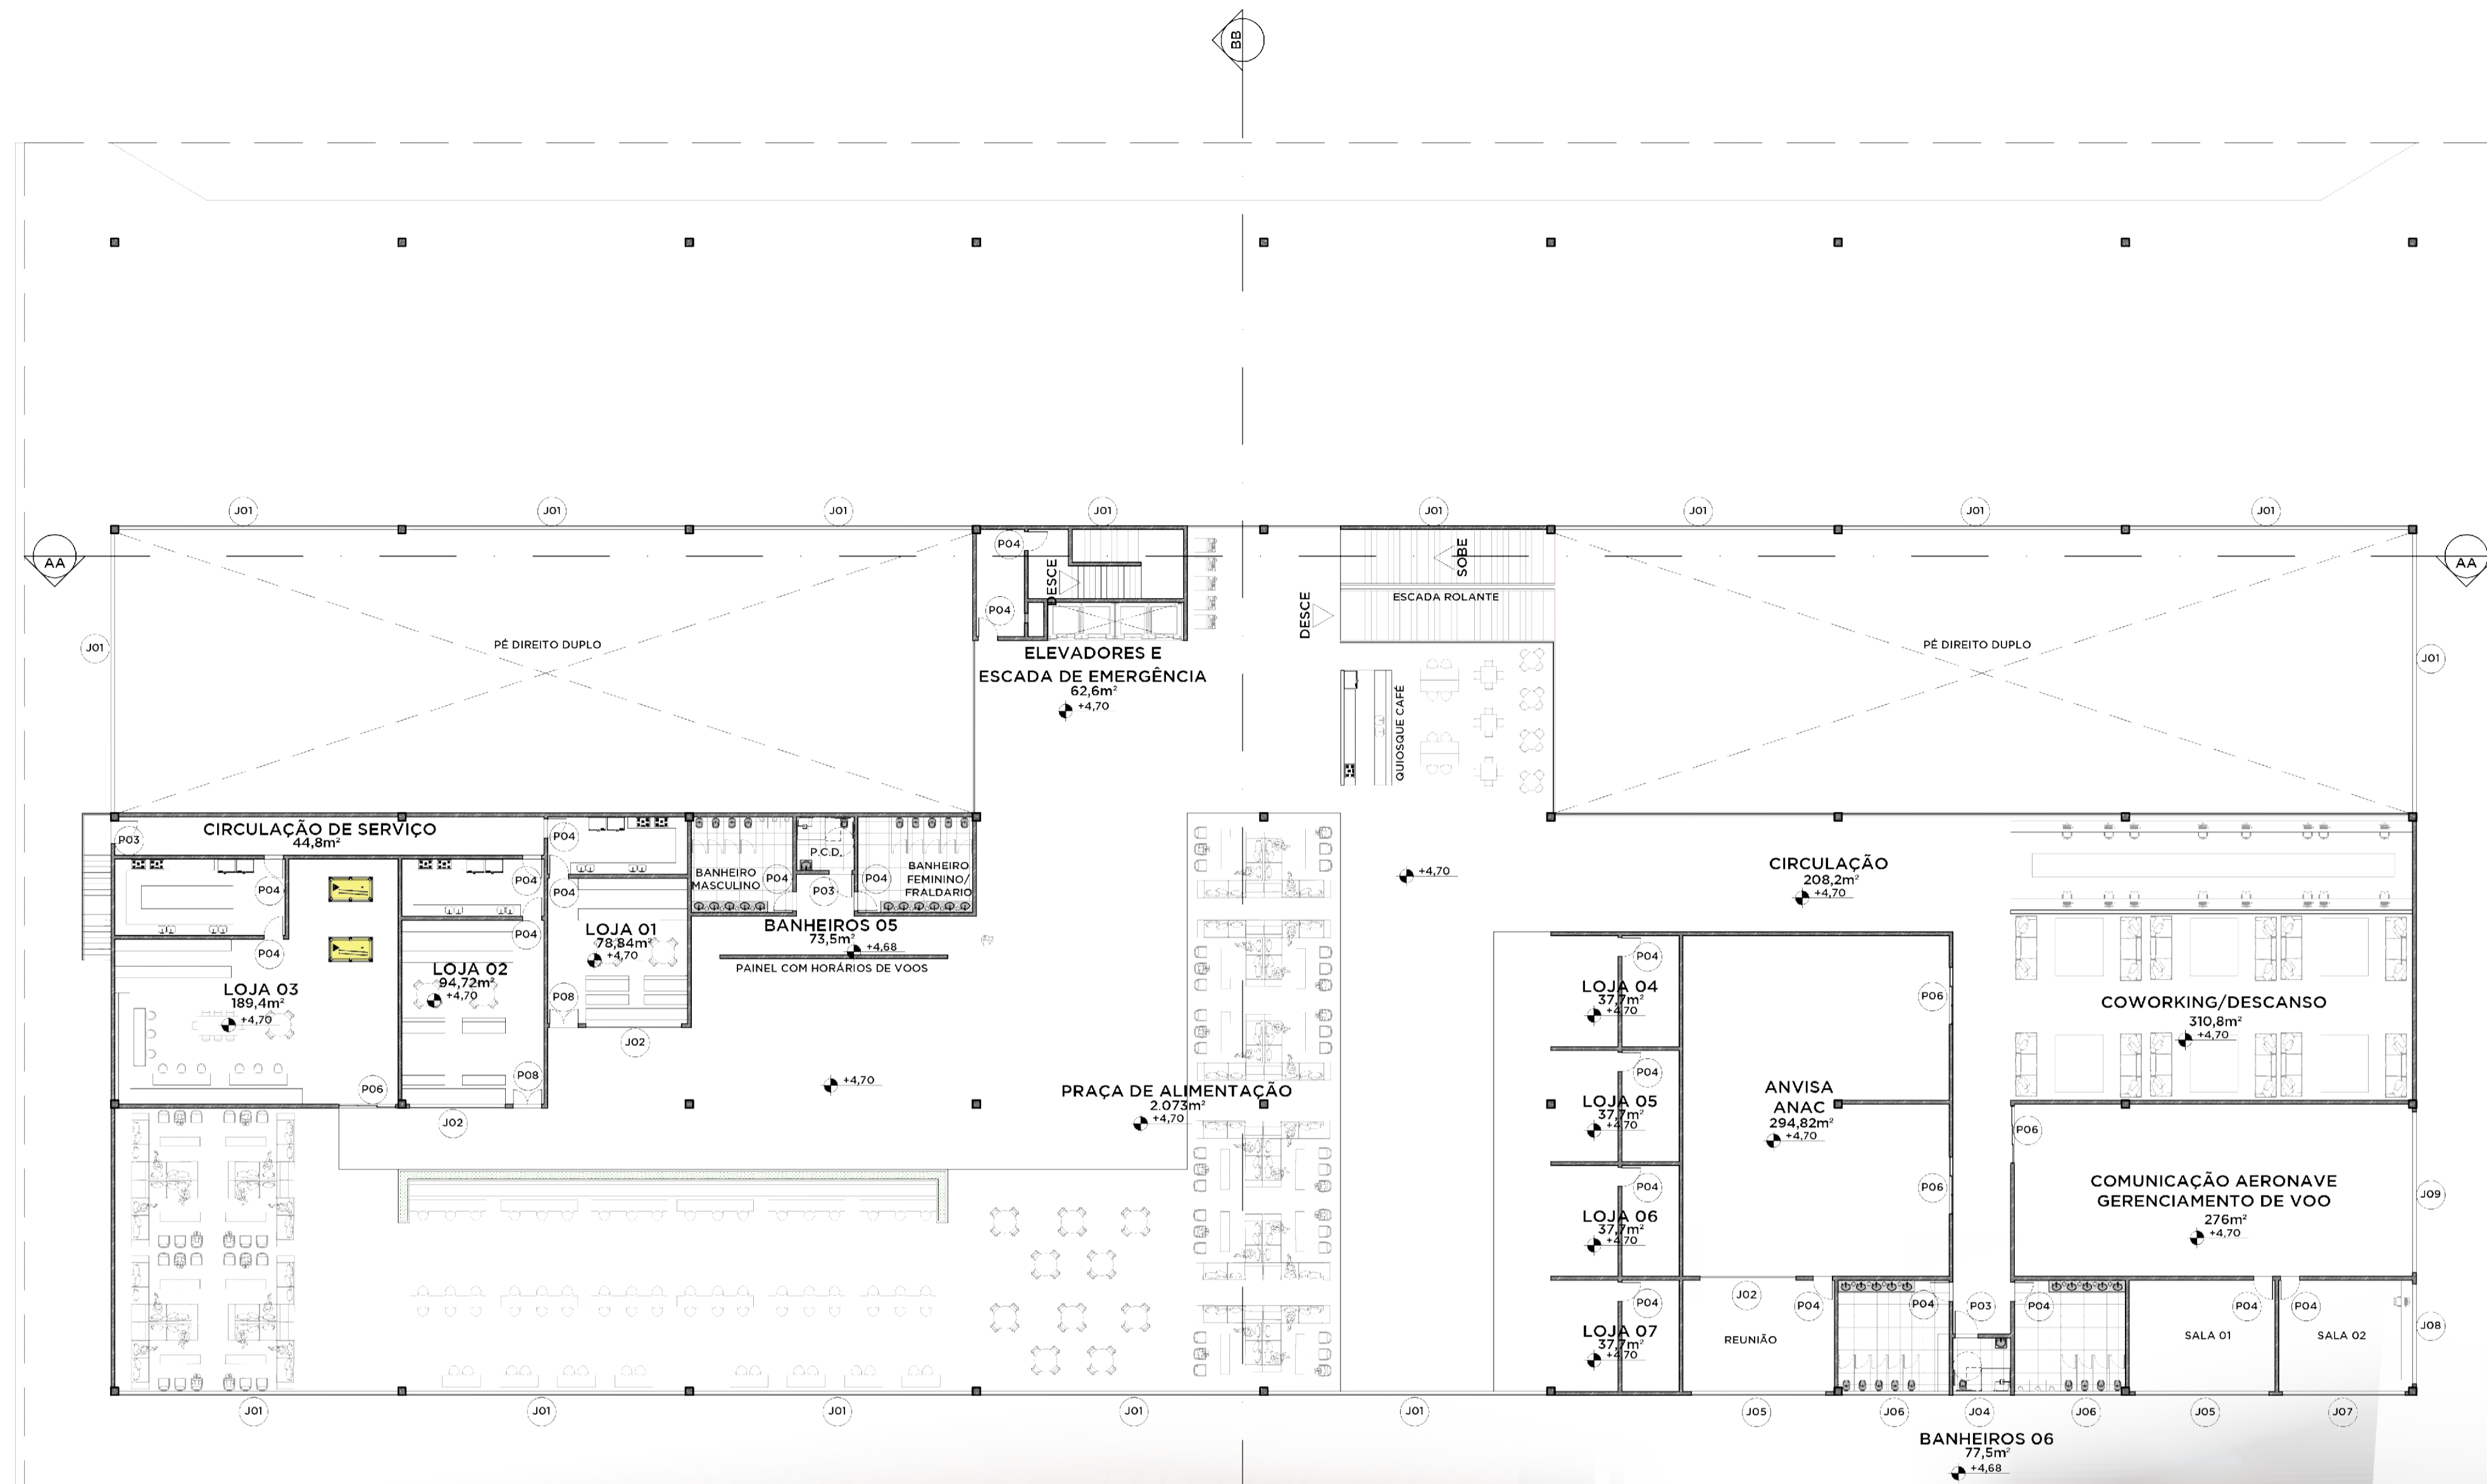 BB
J01
J01
J01
J01
J01
J01
J01
J01
AA
AA
P04
DESCE
SOBE
ESCADA ROLANTE
P04
DESCE
J01
PÉ DIREITO DUPLO
PÉ DIREITO DUPLO
J01
ELEVADORES E
ESCADA DE EMERGÊNCIA
62,6m²
+4,70
QUIOSQUE CAFÉ
CIRCULAÇÃO DE SERVIÇO
44,8m²
P03
P04
P.C.D.
BANHEIRO
MASCULINO
BANHEIRO
FEMININO/
FRALDARIO
P04
P03
P04
P04
P04
P04
P04
P04
LOJA 01
78,84m²
+4,70
BANHEIROS 05
73,5m²
+4,68
PAINEL COM HORÁRIOS DE VOOS
LOJA 02
94,72m²
+4,70
LOJA 03
189,4m²
+4,70
P08
J02
P08
P06
J02
+4,70
PRAÇA DE ALIMENTAÇÃO
2.073m²
+4,70
+4,70
CIRCULAÇÃO
208,2m²
+4,70
P04
LOJA 04
37,7m²
+4,70
P04
LOJA 05
37,7m²
+4,70
P04
LOJA 06
37,7m²
+4,70
P04
LOJA 07
37,7m²
+4,70
P06
ANVISA
ANAC
294,82m²
+4,70
P06
COWORKING/DESCANSO
310,8m²
+4,70
P06
COMUNICAÇÃO AERONAVE
GERENCIAMENTO DE VOO
276m²
+4,70
J09
J02
P04
REUNIÃO
P04
P03
P04
P04
SALA 01
P04
SALA 02
J08
J01
J01
J01
J01
J01
J05
J06
J04
J06
J05
J07
BANHEIROS 06
77,5m²
+4,68